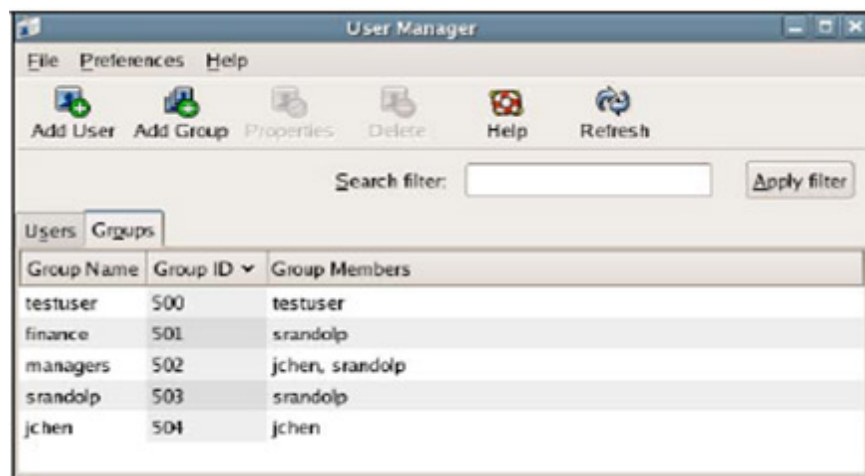 User Manager
File Preferences Help
Add User Add Group Properties Delete Help Refresh
Search filter: Apply filter
Users Groups
Group Name Group ID Group Members
testuser 500 testuser
finance 501 srandolp
managers 502 jchen, srandolp
srandolp 503 srandolp
jchen 504 jchen